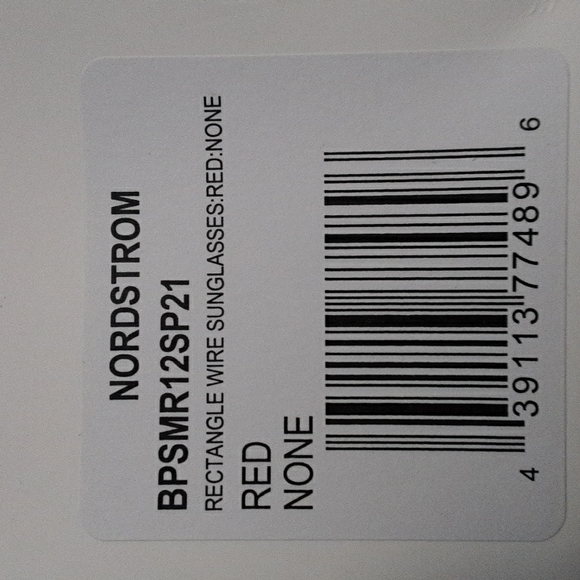 NORDSTROM
BPSMR12SP21
RECTANGLE WIRE SUNGLASSES:RED:NONE
RED
NONE
4 39113 77489 6